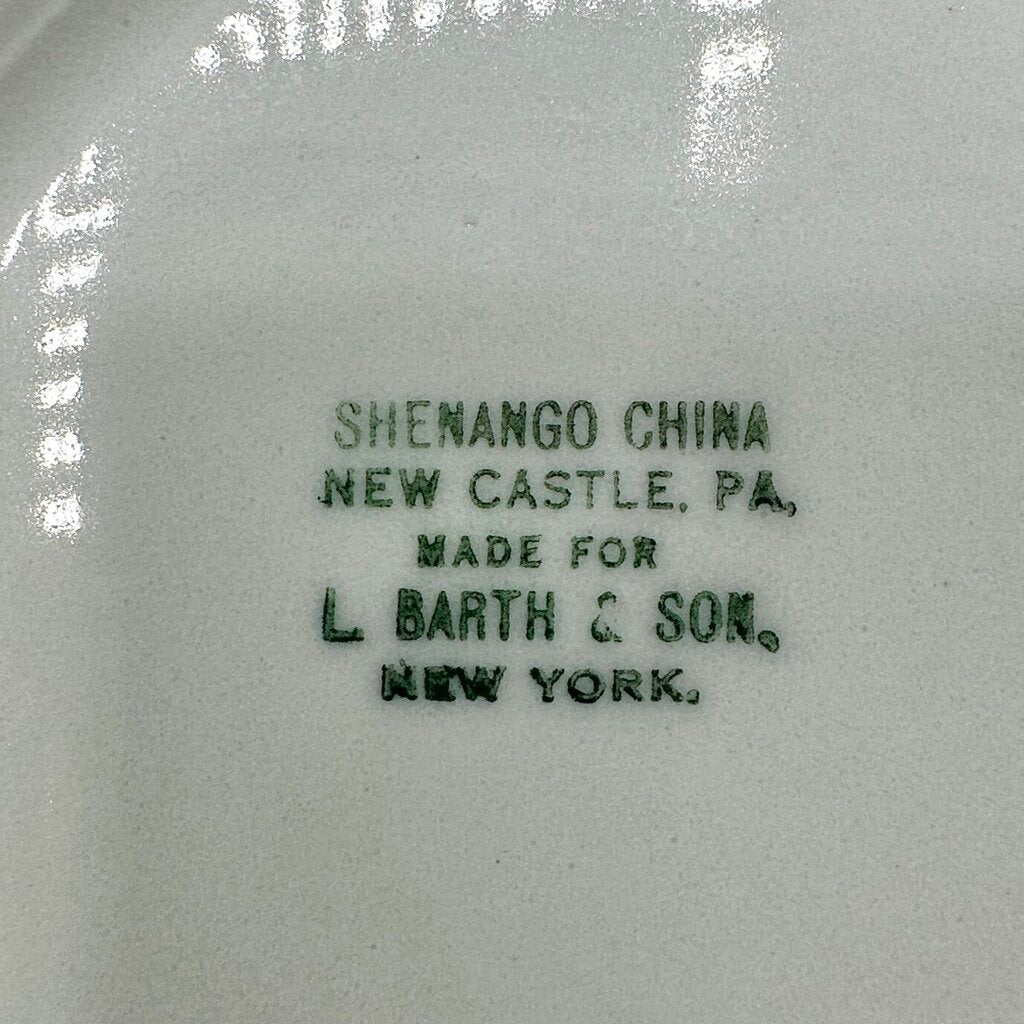 SHENANGO CHINA
NEW CASTLE, PA,
MADE FOR
L BARTH & SON,
NEW YORK.